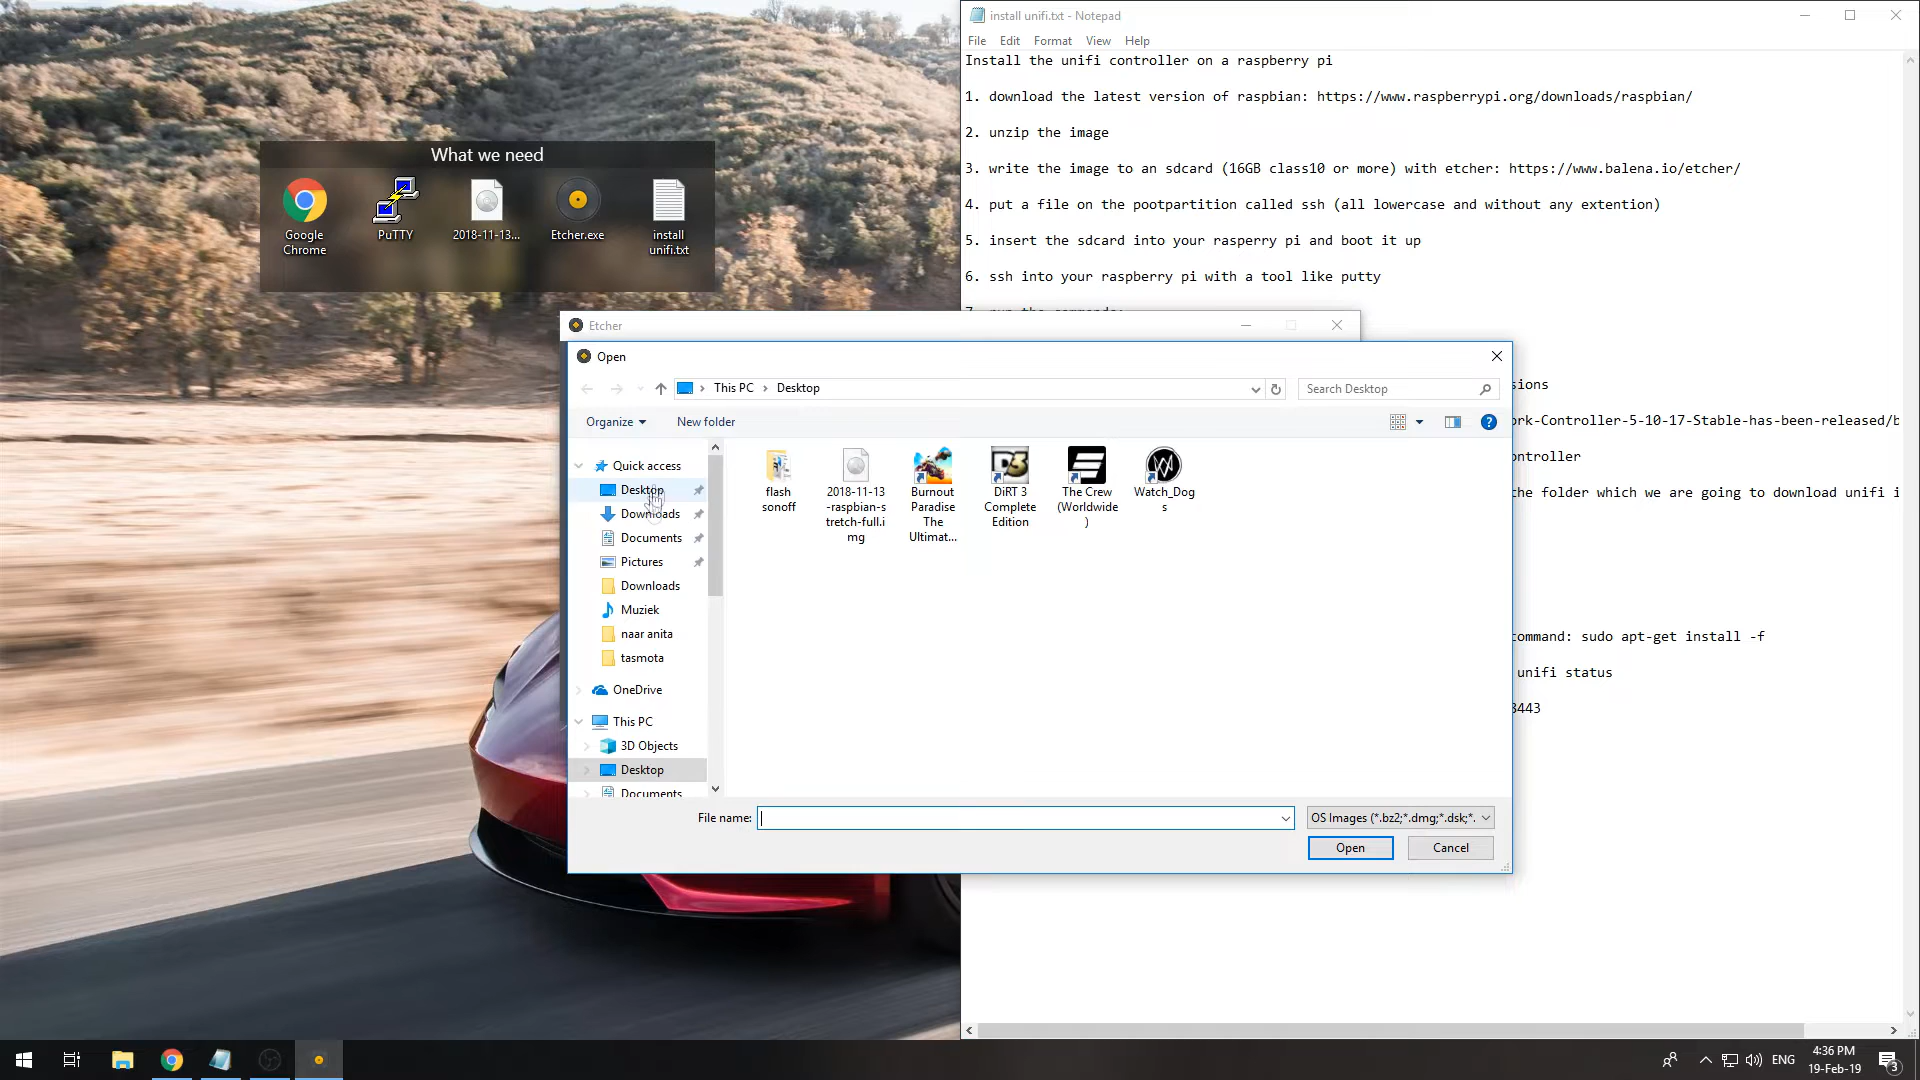 install unifi.txt - Notepad
File Edit Format View Help
Install the unifi controller on a raspberry pi
1. download the latest version of raspbian: https://www.raspberrypi.org/downloads/raspbian/
2. unzip the image
3. write the image to an sdcard (16GB class10 or more) with etcher: https://www.balena.io/etcher/
4. put a file on the pootpartition called ssh (all lowercase and without any extention)
5. insert the sdcard into your rasperry pi and boot it up
6. ssh into your raspberry pi with a tool like putty
sions
ork-Controller-5-10-17-Stable-has-been-released/b
ontroller
the folder which we are going to download unifi i
ommand: sudo apt-get install -f
unifi status
8443
What we need
Google Chrome
PuTTY
2018-11-13...
Etcher.exe
install unifi.txt
Etcher
Open
This PC > Desktop
Search Desktop
Organize
New folder
Quick access
Desktop
Downloads
Documents
Pictures
Downloads
Muziek
naar anita
tasmota
OneDrive
This PC
3D Objects
Desktop
Documents
flash
sonoff
2018-11-13
-raspbian-s
tretch-full.i
mg
Burnout
Paradise
The
Ultimat...
DiRT 3
Complete
Edition
The Crew
(Worldwide
)
Watch_Dog
s
File name:
OS Images (*.bz2;*.dmg;*.dsk;*.
Open
Cancel
ENG
4:36 PM
19-Feb-19
3